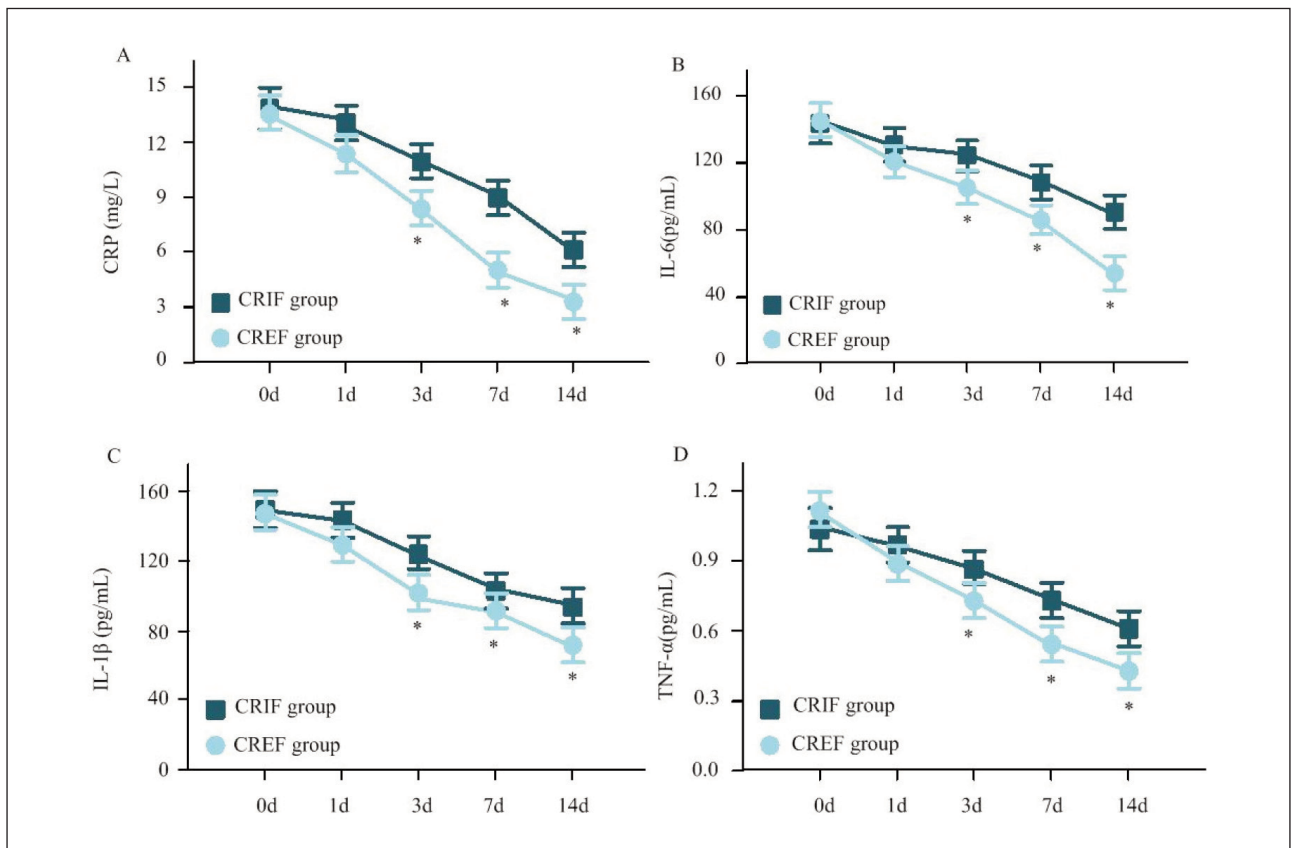 A
15
12
9
6
3
0
CRP (mg/L)
CRIF group
CREF group
*
*
*
0d 1d 3d 7d 14d
B
160
120
80
40
0
IL-6(pg/mL)
CRIF group
CREF group
*
*
*
0d 1d 3d 7d 14d
C
160
120
80
40
0
IL-1β (pg/mL)
CRIF group
CREF group
*
*
*
0d 1d 3d 7d 14d
D
1.2
0.9
0.6
0.3
0.0
TNF-α(pg/mL)
CRIF group
CREF group
*
*
*
0d 1d 3d 7d 14d